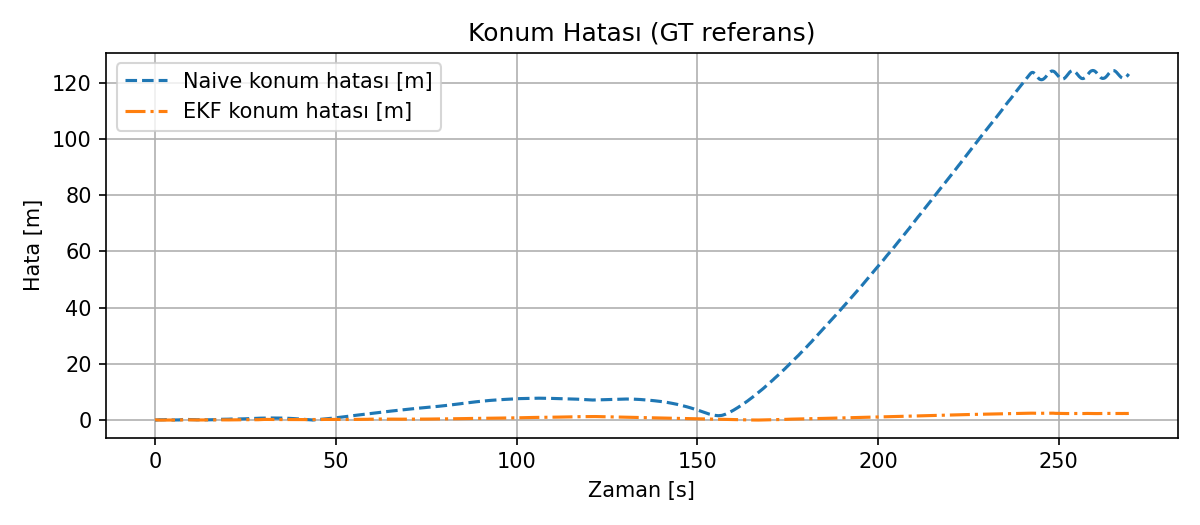 Konum Hatası (GT referans)
Naive konum hatası [m]
EKF konum hatası [m]
Hata [m]
120
100
80
60
40
20
0
0 50 100 150 200 250
Zaman [s]